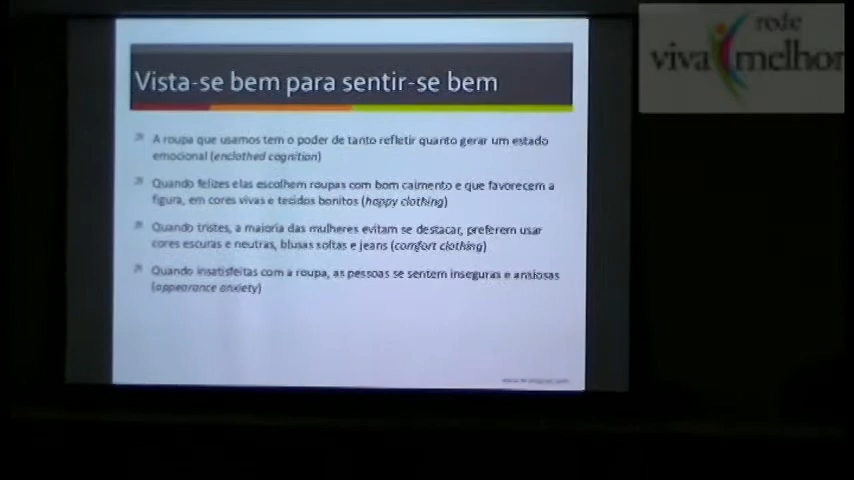 rede
viva melhor
Vista-se bem para sentir-se bem
A roupa que usamos tem o poder de tanto refletir quanto gerar um estado
emocional (enclothed cognition)
Quando felizes elas escolhem roupas com bom caimento e que favorecem a
figura, em cores vivas e tecidos bonitos (happy clothing)
Quando tristes, a maioria das mulheres evitam se destacar, preferem usar
cores escuras e neutras, blusas soltas e jeans (comfort clothing)
Quando insatisfeitas com a roupa, as pessoas se sentem inseguras e ansiosas
(appearance anxiety)